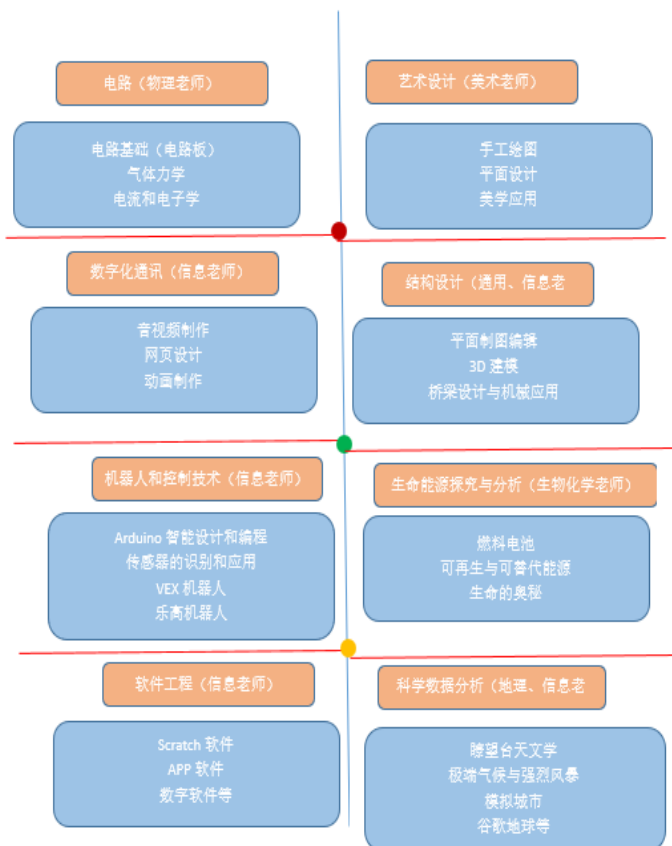 电路（物理老师）
电路基础（电路板）
气体力学
电流和电子学
艺术设计（美术老师）
手工绘图
平面设计
美学应用
数字化通讯（信息老师）
音视频制作
网页设计
动画制作
结构设计（通用、信息老
平面制图编辑
3D 建模
桥梁设计与机械应用
机器人和控制技术（信息老师）
Arduino 智能设计和编程
传感器的识别和应用
VEX 机器人
乐高机器人
生命能源探究与分析（生物化学老师）
燃料电池
可再生与可替代能源
生命的奥秘
软件工程（信息老师）
Scratch 软件
APP 软件
数字软件等
科学数据分析（地理、信息老
瞭望台天文学
极端气候与强烈风暴
模拟城市
谷歌地球等